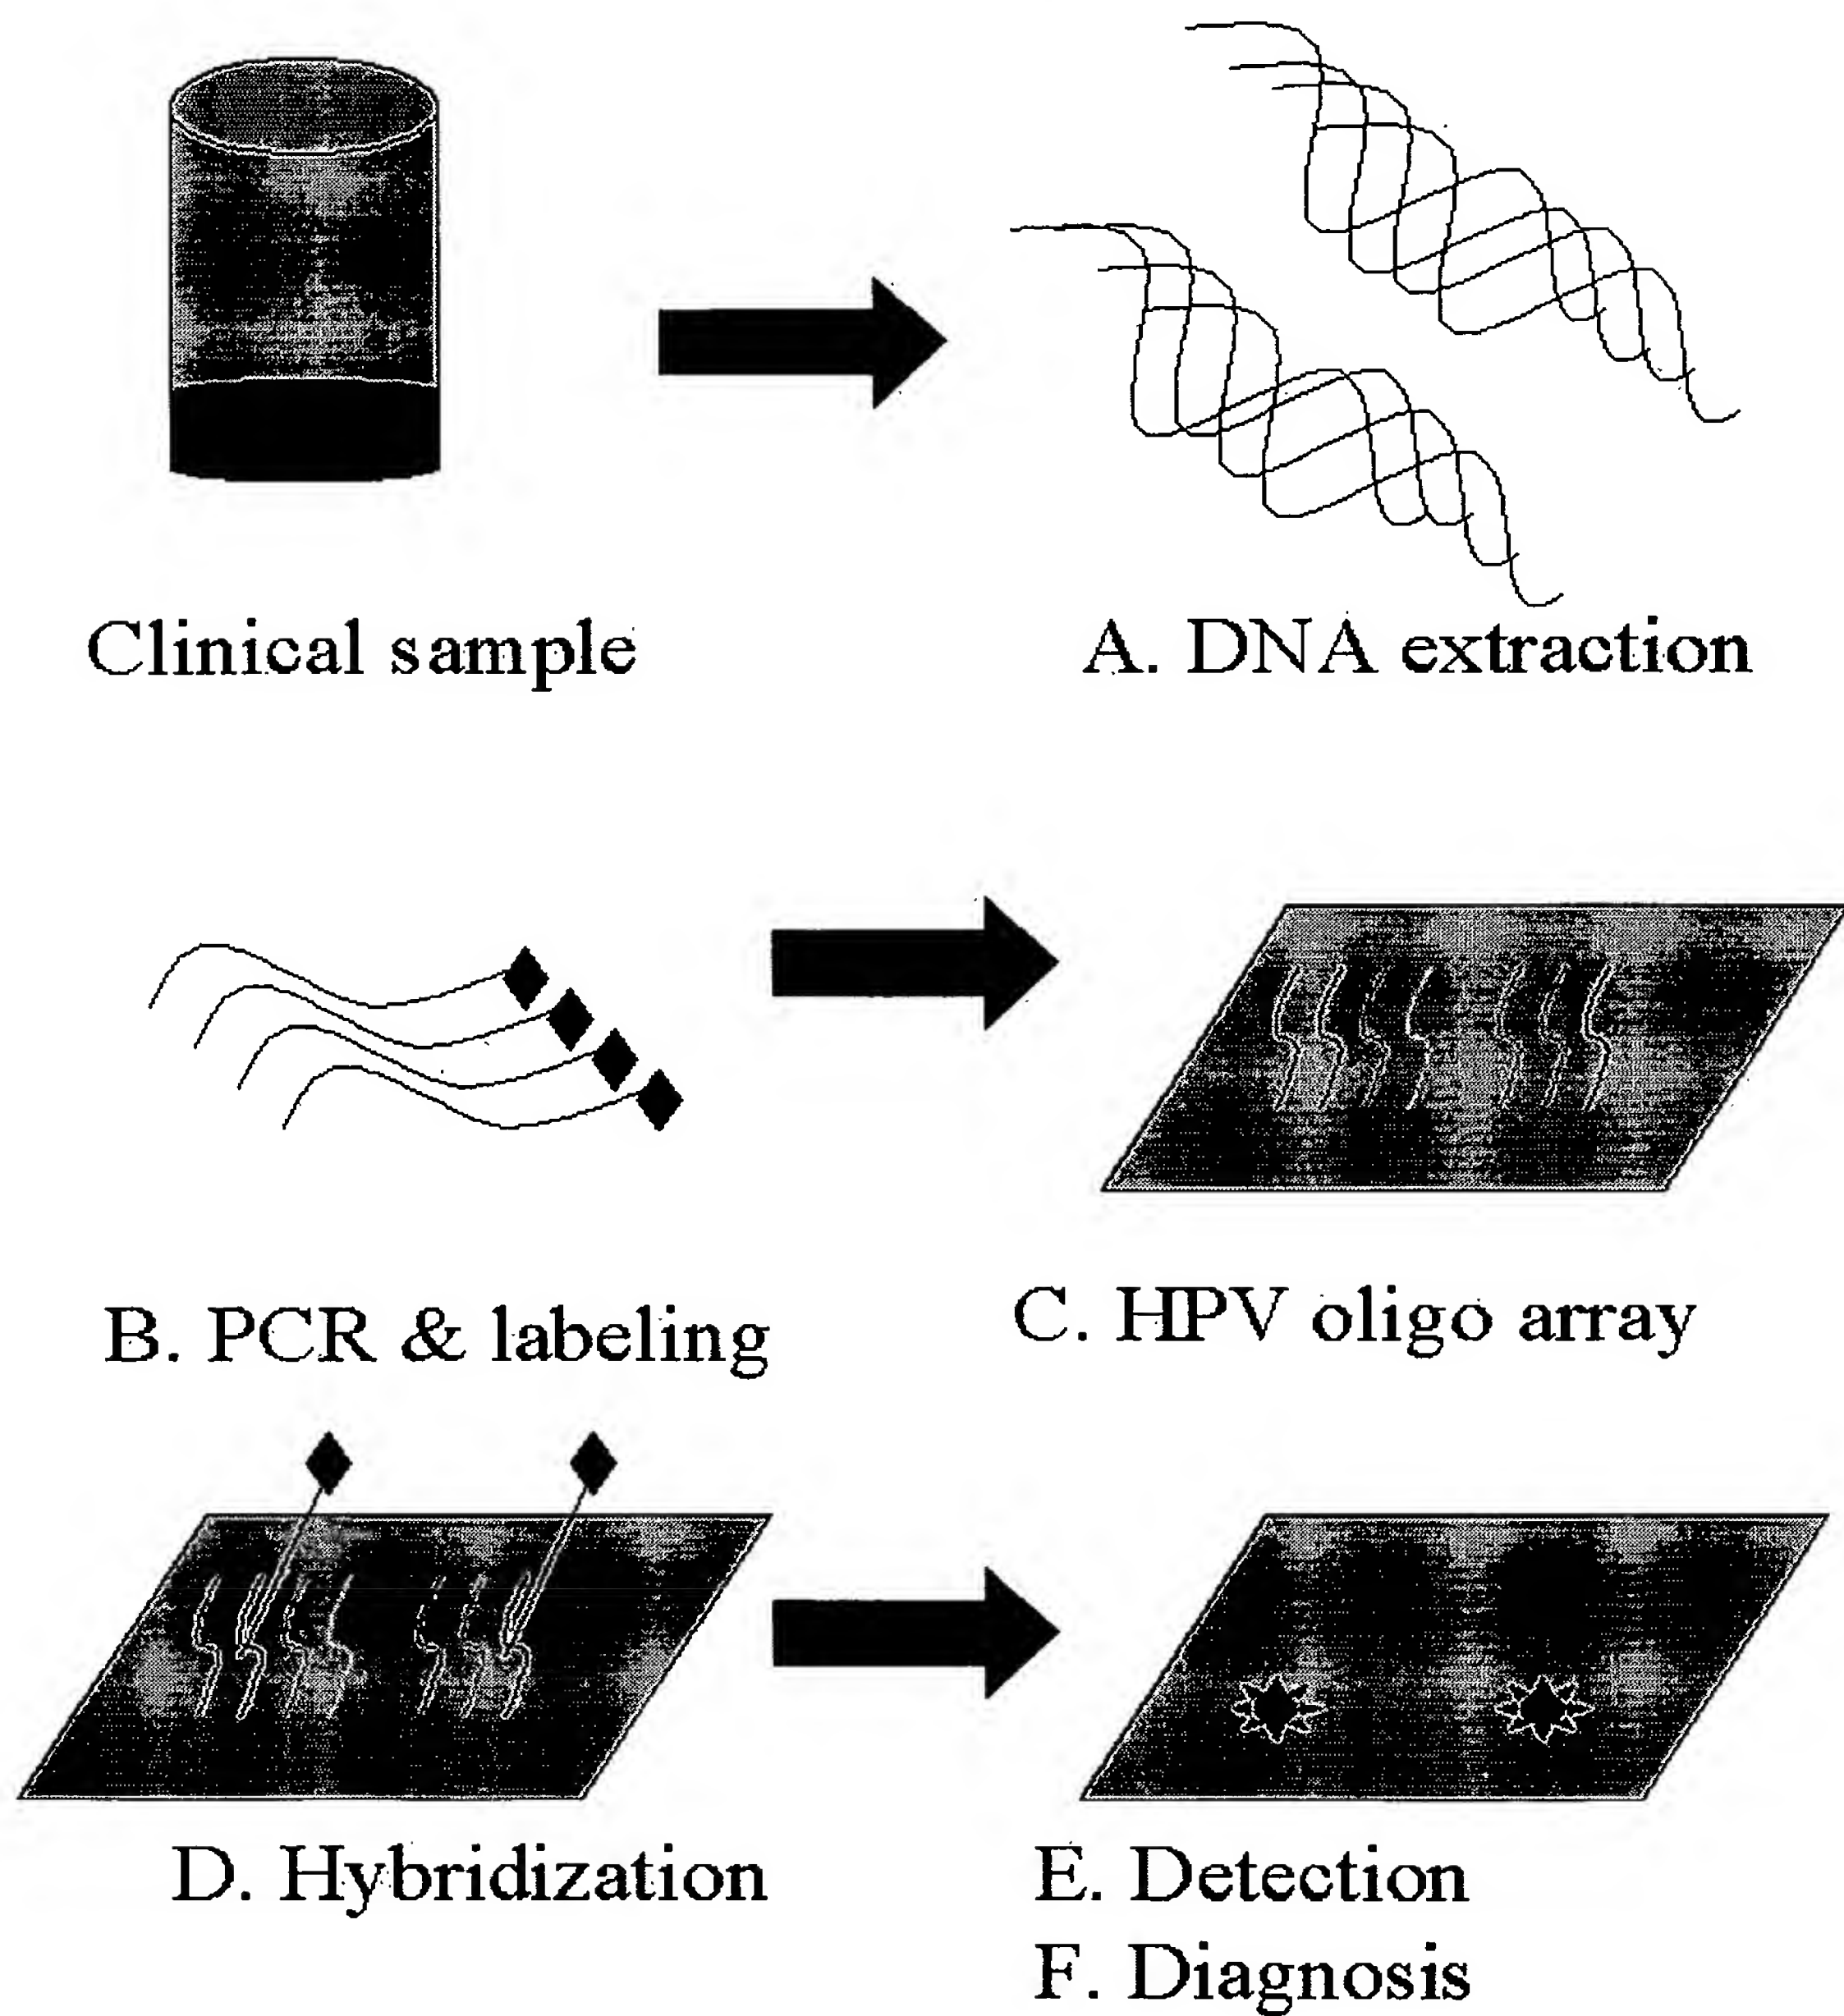 Clinical sample
A. DNA extraction
B. PCR & labeling
C. HPV oligo array
D. Hybridization
E. Detection
F. Diagnosis